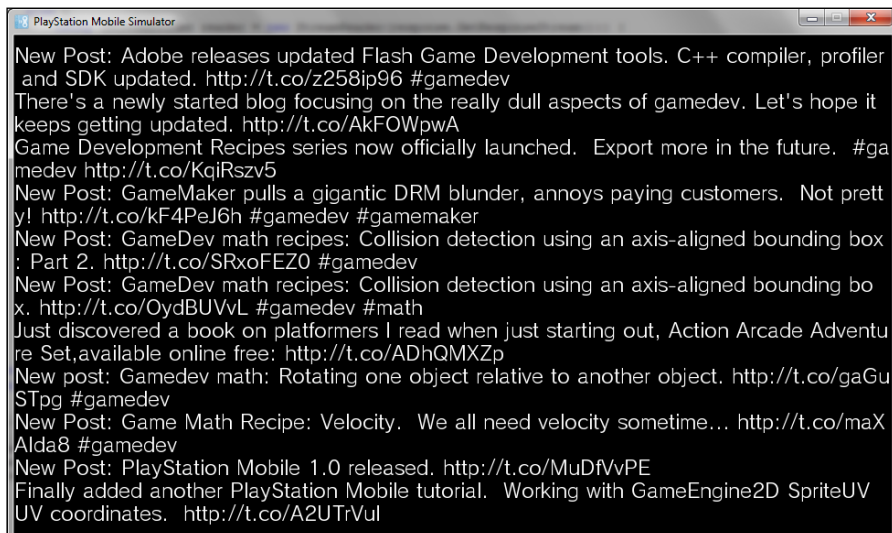 PlayStation Mobile Simulator
New Post: Adobe releases updated Flash Game Development tools. C++ compiler, profiler
and SDK updated. http://t.co/z258ip96 #gamedev
There's a newly started blog focusing on the really dull aspects of gamedev. Let's hope it
keeps getting updated. http://t.co/AkFOWpwA
Game Development Recipes series now officially launched.  Export more in the future.  #ga
medev http://t.co/KqiRszv5
New Post: GameMaker pulls a gigantic DRM blunder, annoys paying customers.  Not prett
y! http://t.co/kF4PeJ6h #gamedev #gamemaker
New Post: GameDev math recipes: Collision detection using an axis-aligned bounding box
: Part 2. http://t.co/SRxoFEZ0 #gamedev
New Post: GameDev math recipes: Collision detection using an axis-aligned bounding bo
x. http://t.co/OydBUVvL #gamedev #math
Just discovered a book on platformers I read when just starting out, Action Arcade Adventu
re Set,available online free: http://t.co/ADhQMXZp
New post: Gamedev math: Rotating one object relative to another object. http://t.co/gaGu
STpg #gamedev
New Post: Game Math Recipe: Velocity.  We all need velocity sometime... http://t.co/maX
AIda8 #gamedev
New Post: PlayStation Mobile 1.0 released. http://t.co/MuDfVvPE
Finally added another PlayStation Mobile tutorial.  Working with GameEngine2D SpriteUV
UV coordinates.  http://t.co/A2UTrVuI